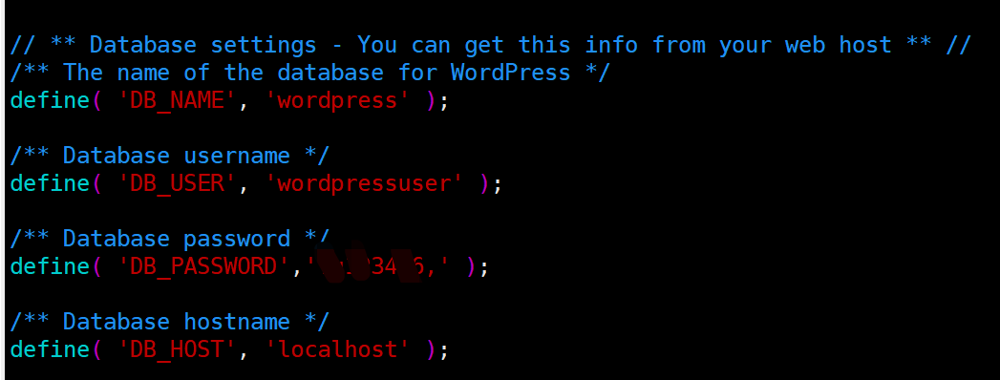 // ** Database settings - You can get this info from your web host ** //
/** The name of the database for WordPress */
define( 'DB_NAME', 'wordpress' );
/** Database username */
define( 'DB_USER', 'wordpressuser' );
/** Database password */
define( 'DB_PASSWORD',' ' );
/** Database hostname */
define( 'DB_HOST', 'localhost' );